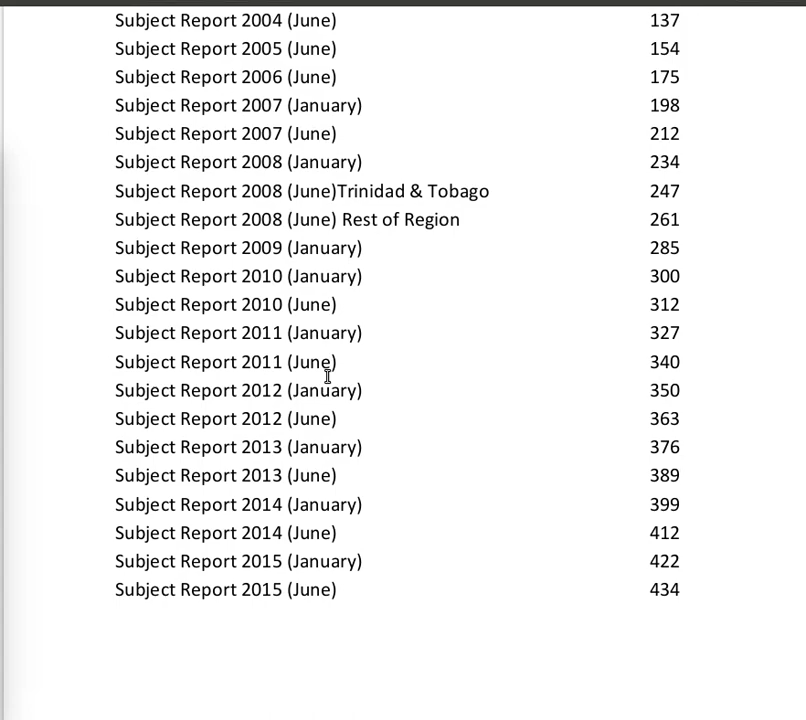 Subject Report 2004 (June) 137
Subject Report 2005 (June) 154
Subject Report 2006 (June) 175
Subject Report 2007 (January) 198
Subject Report 2007 (June) 212
Subject Report 2008 (January) 234
Subject Report 2008 (June)Trinidad & Tobago 247
Subject Report 2008 (June) Rest of Region 261
Subject Report 2009 (January) 285
Subject Report 2010 (January) 300
Subject Report 2010 (June) 312
Subject Report 2011 (January) 327
Subject Report 2011 (June) 340
Subject Report 2012 (January) 350
Subject Report 2012 (June) 363
Subject Report 2013 (January) 376
Subject Report 2013 (June) 389
Subject Report 2014 (January) 399
Subject Report 2014 (June) 412
Subject Report 2015 (January) 422
Subject Report 2015 (June) 434